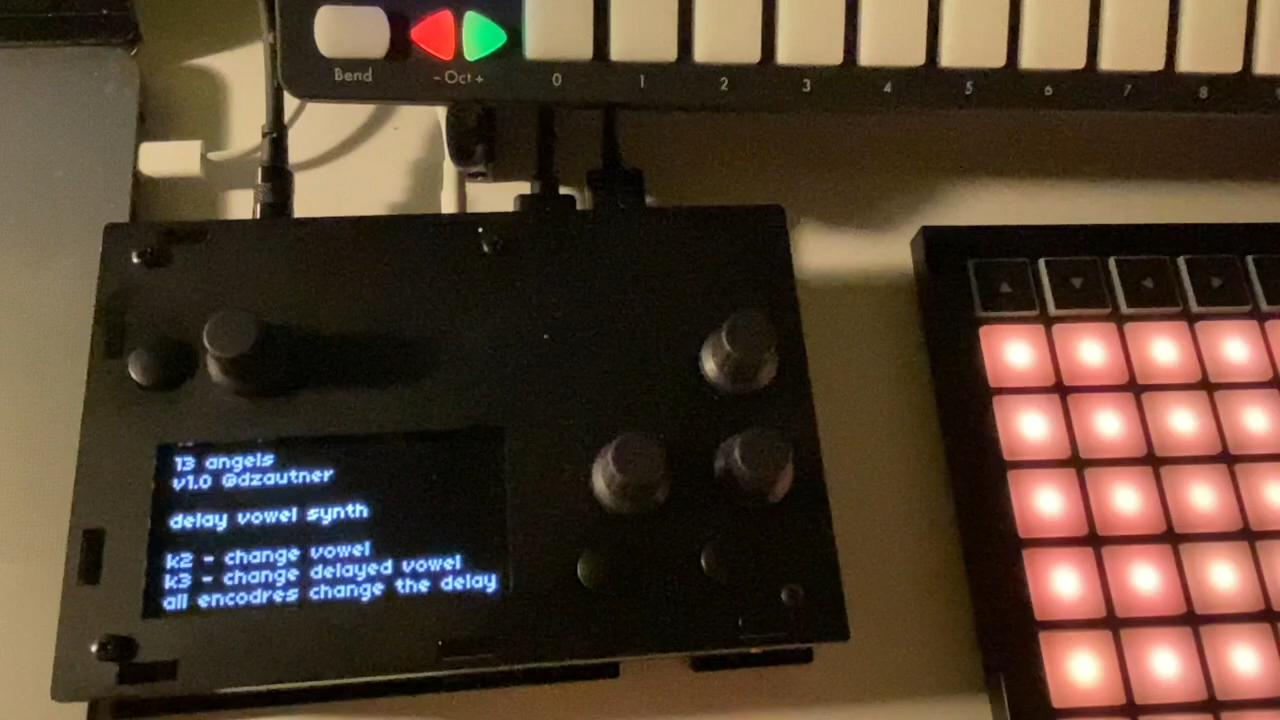 Bend
- Oct +
0 1 2 3 4 5 6 7 8
13 angels
v1.0 @dzautner
delay vowel synth
k2 - change vowel
k3 - change delayed vowel
all encodres change the delay